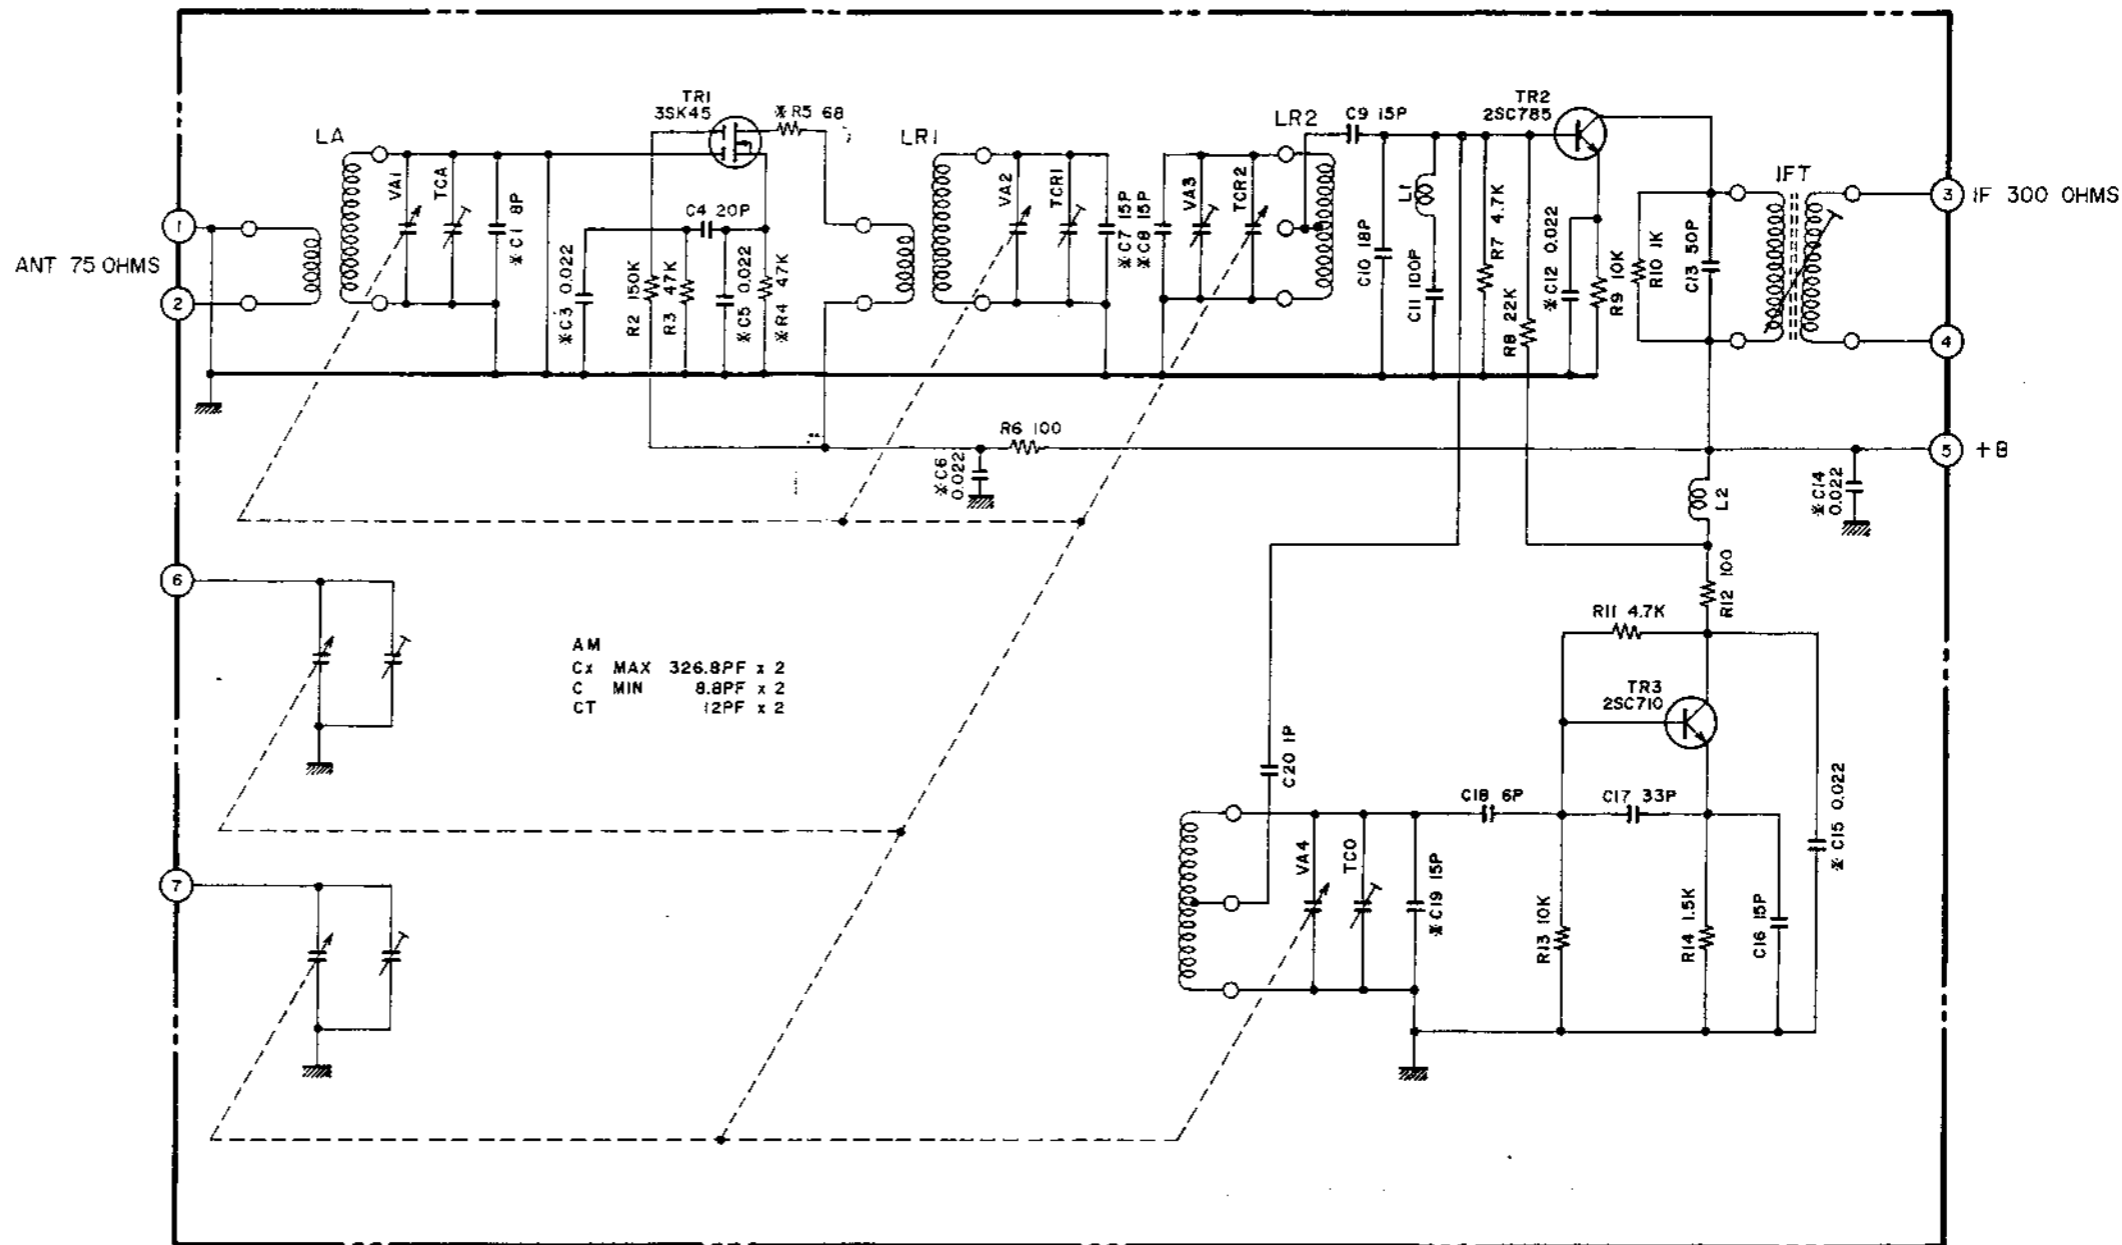 TR1
3SK45
※R5 68
LA
VA1
TCA
※C1 8P
LR1
VA2
TCR1
※C7 15P
※C8 15P
VA3
TCR2
LR2
C9 15P
C10 18P
L1
C11 100P
R7 4.7K
R8 22K
TR2
2SC785
※C12 0.022
R9 10K
R10 1K
C13 50P
IFT
3
IF 300 OHMS
4
1
ANT 75 OHMS
2
C4 20P
※C3 0.022
R2 150K
R3 47K
※C5 0.022
※R4 47K
R6 100
※C6
0.022
5
+B
※C14
0.022
L2
R12 100
6
AM
Cx MAX 326.8PF x 2
C MIN 8.8PF x 2
CT 12PF x 2
R11 4.7K
TR3
2SC710
C20 1P
C18 6P
C17 33P
※C15 0.022
7
VA4
TCO
※C19 15P
R13 10K
R14 1.5K
C16 15P